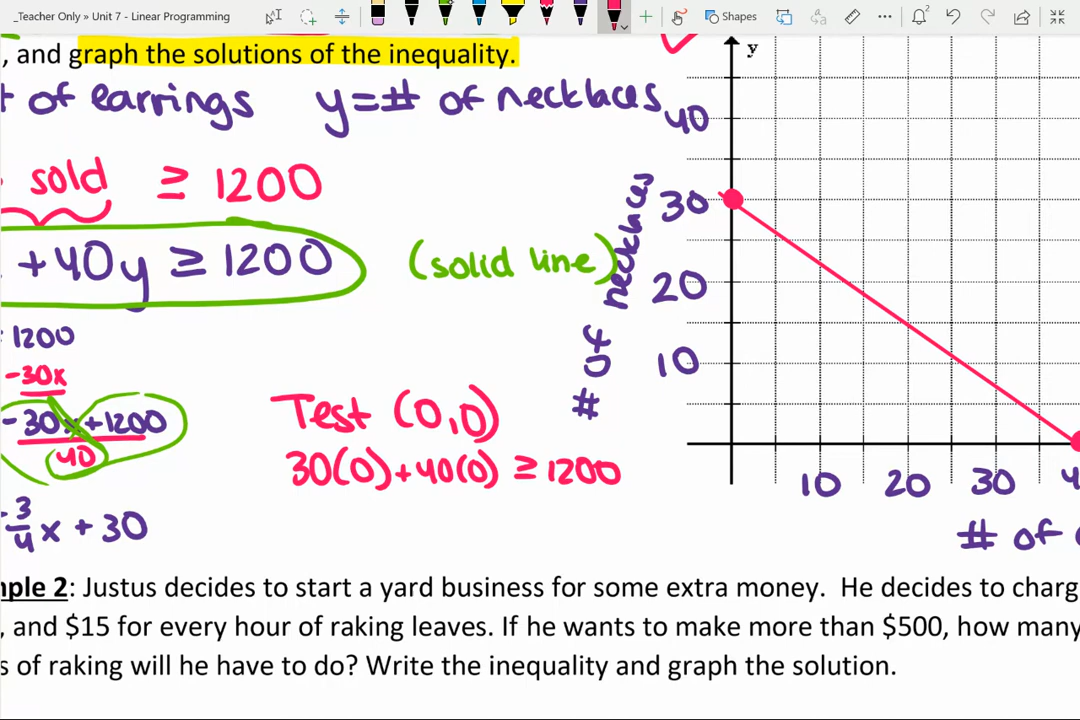 _Teacher Only » Unit 7 - Linear Programming
Shapes
, and graph the solutions of the inequality.
of earrings y=# of necklaces
sold ≥ 1200
+40y ≥ 1200 (solid line)
= 1200
-30x
-30x+1200
40
-3/4x + 30
Test (0,0)
30(0)+40(0) ≥ 1200
y
40
30
20
10
# of necklaces
10 20 30 4
# of
mple 2: Justus decides to start a yard business for some extra money. He decides to charg
, and $15 for every hour of raking leaves. If he wants to make more than $500, how many
s of raking will he have to do? Write the inequality and graph the solution.